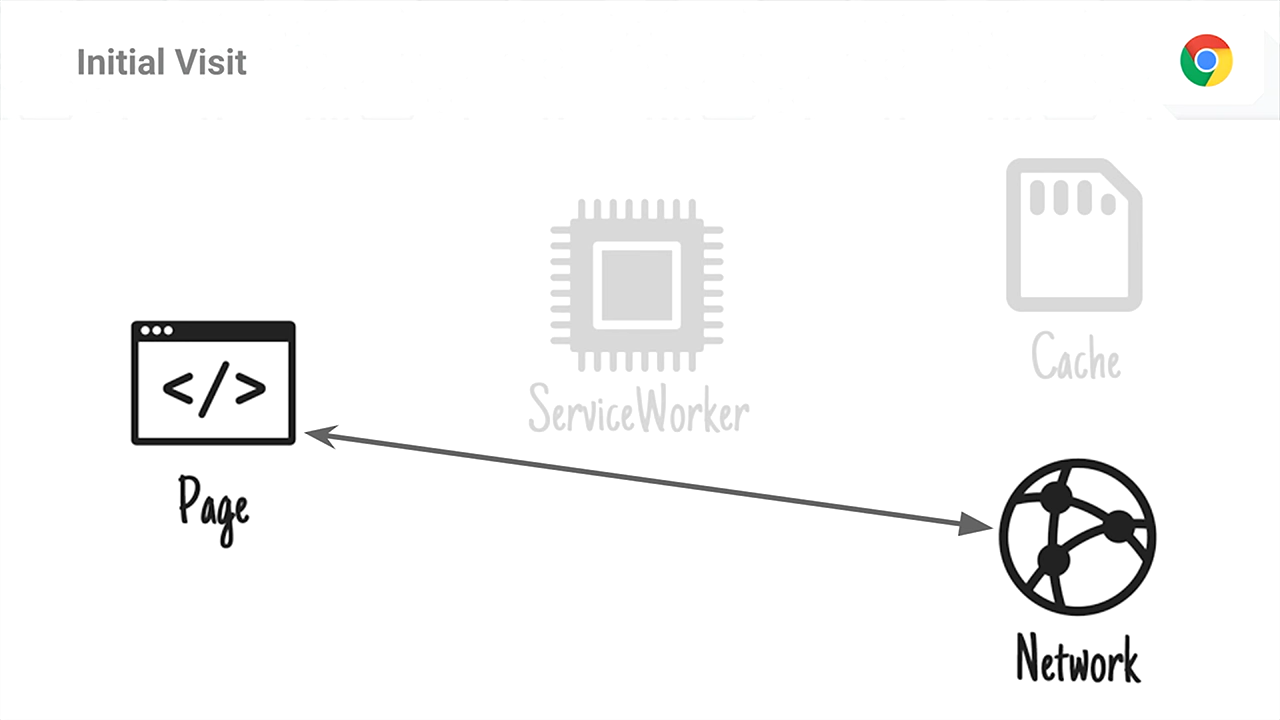 Initial Visit
</>
Page
ServiceWorker
Cache
Network